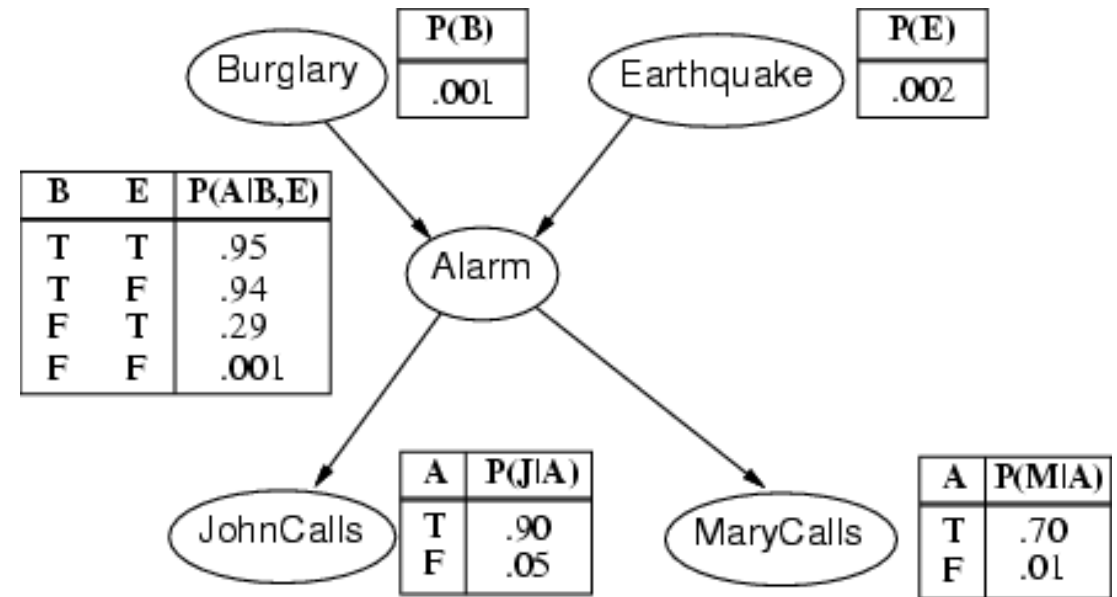 Burglary
P(B)
.001
Earthquake
P(E)
.002
B E P(A|B,E)
T T .95
T F .94
F T .29
F F .001
Alarm
JohnCalls
A P(J|A)
T .90
F .05
MaryCalls
A P(M|A)
T .70
F .01